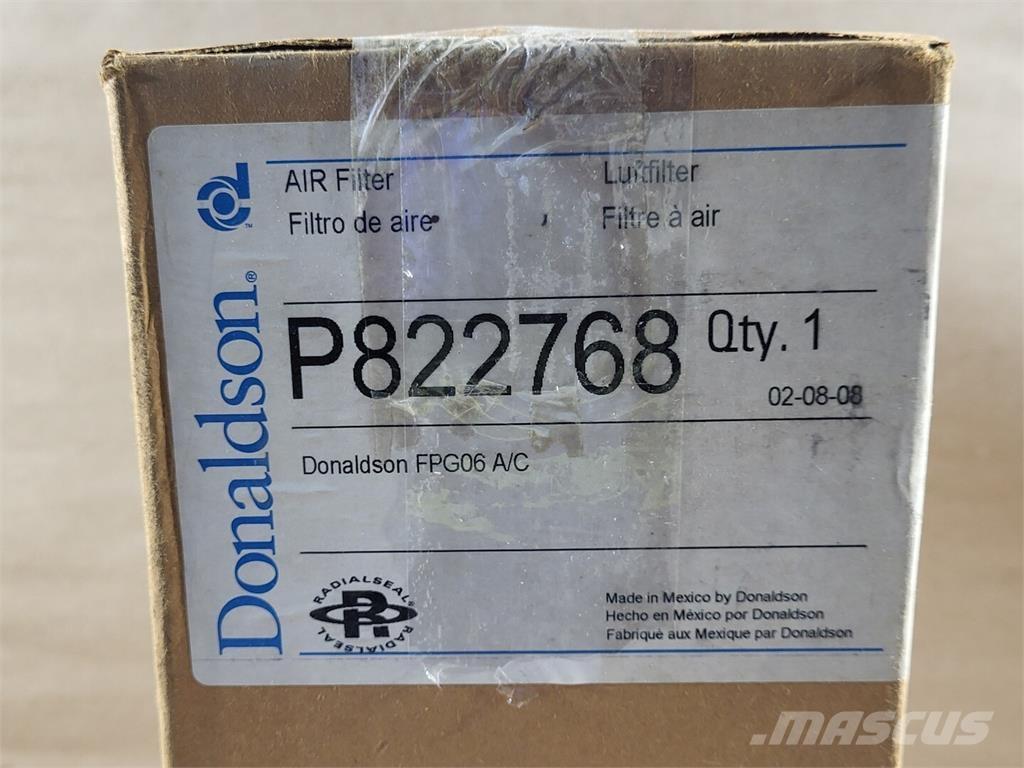 AIR Filter
Luftfilter
Filtro de aire
Filtre à air
Donaldson®
™
P822768 Qty. 1
02-08-08
Donaldson FPG06 A/C
RADIALSEAL®
RADIALSEAL
Made in Mexico by Donaldson
Hecho en México por Donaldson
Fabriqué aux Mexique par Donaldson
MASCUS